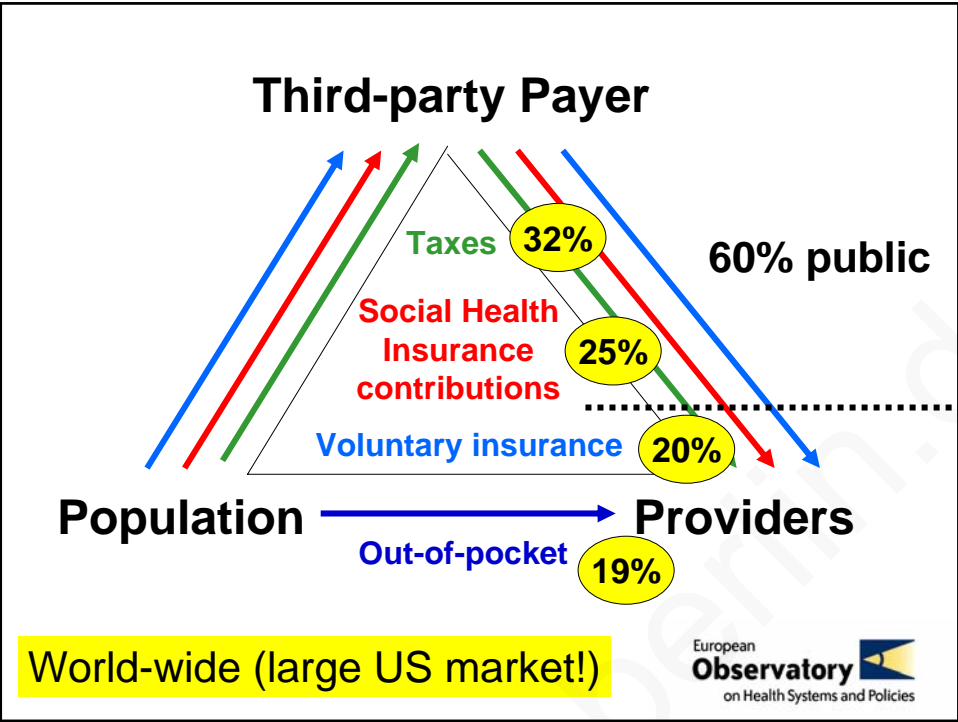 Third-party Payer
Taxes
32%
60% public
Social Health
Insurance
contributions
25%
Voluntary insurance
20%
Population
Providers
Out-of-pocket
19%
World-wide (large US market!)
European
Observatory
on Health Systems and Policies